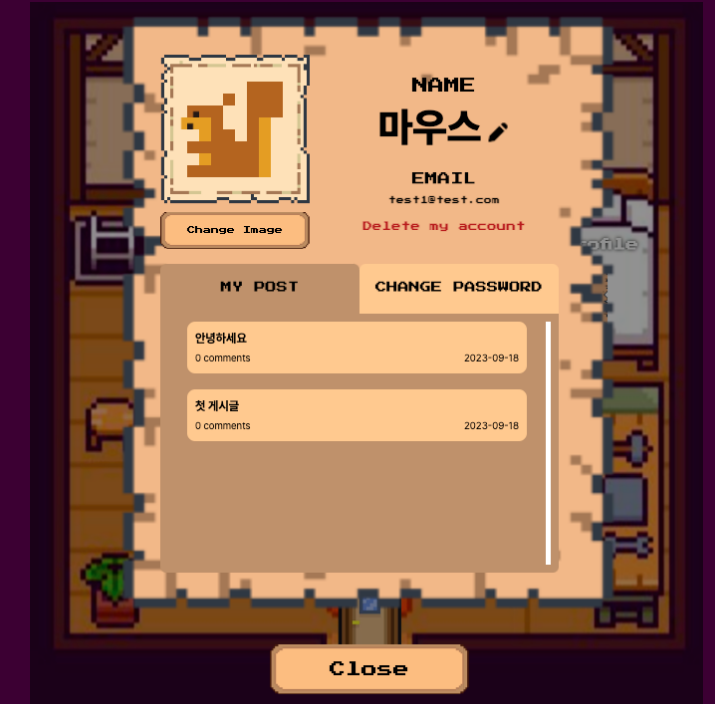 NAME
마우스
EMAIL
test1@test.com
Delete my account
Change Image
MY POST
CHANGE PASSWORD
안녕하세요
0 comments
2023-09-18
첫 게시글
0 comments
2023-09-18
Close